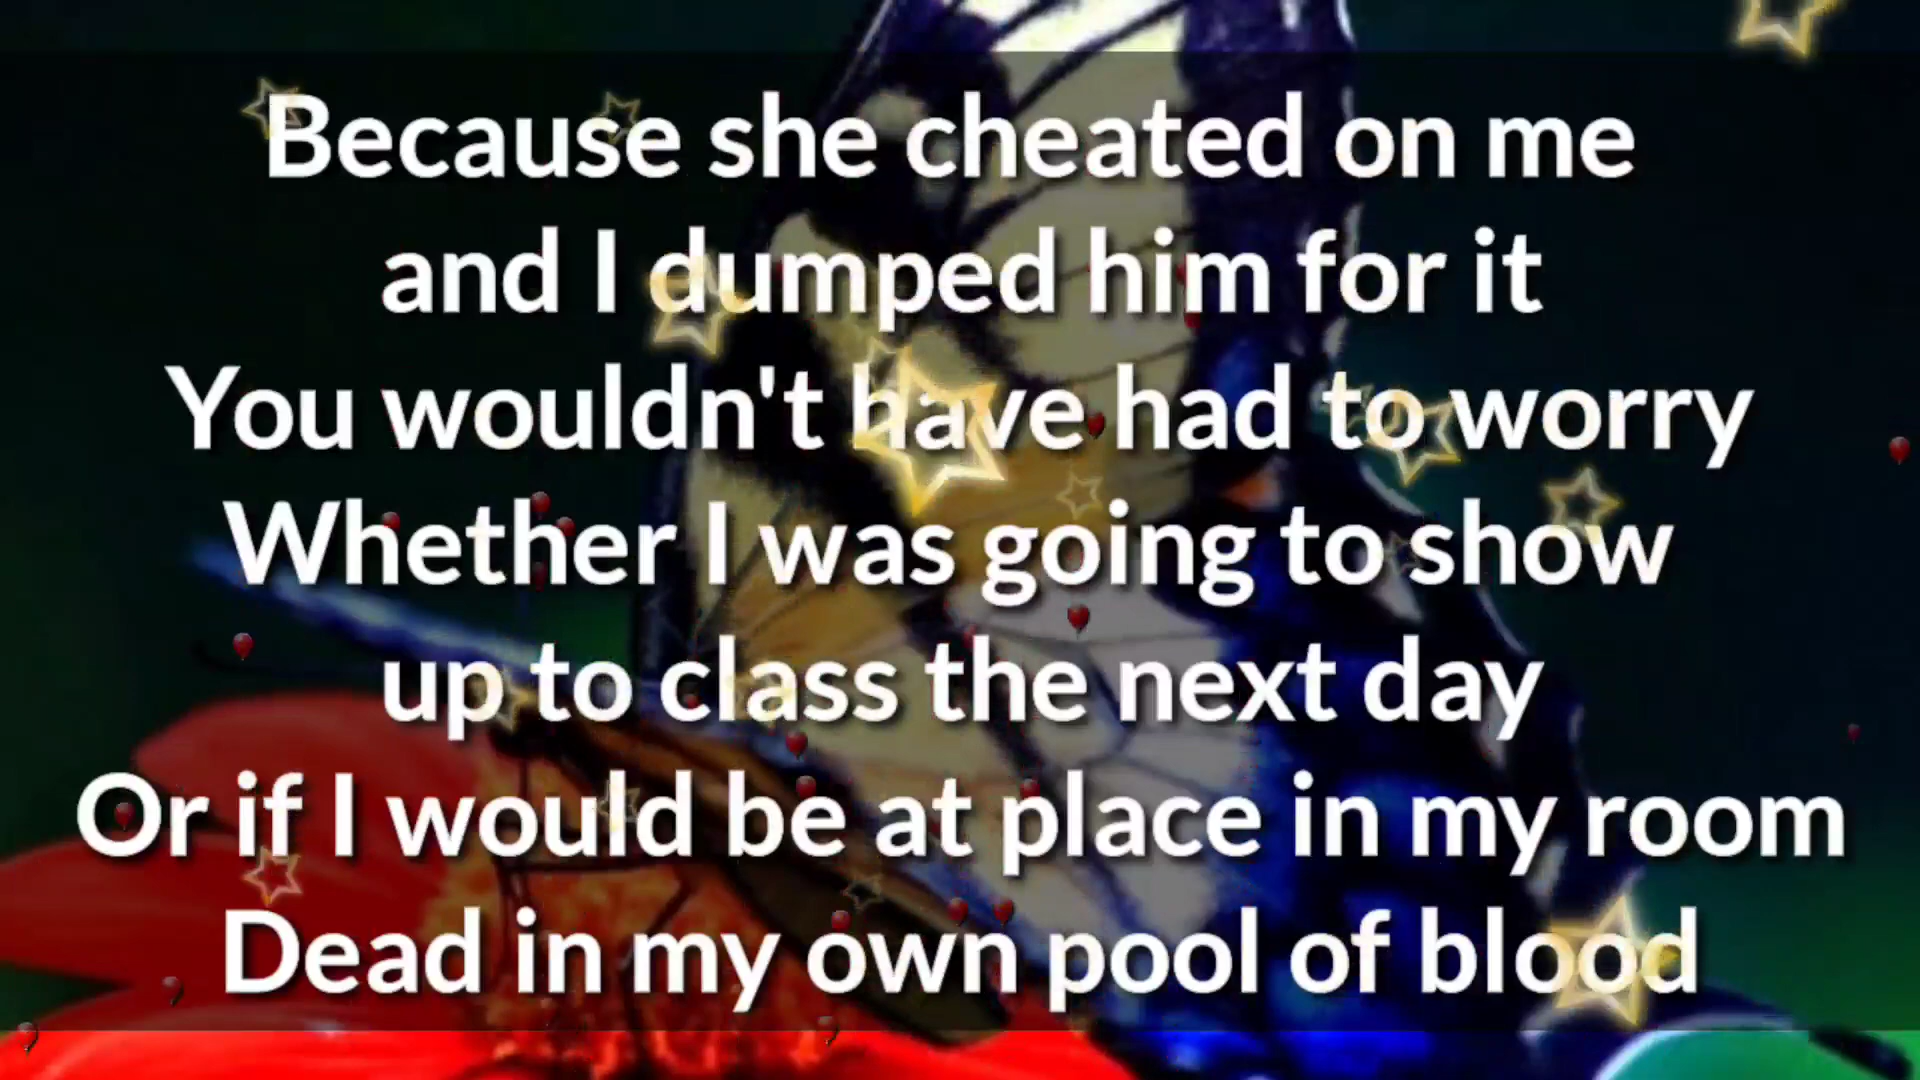 Because she cheated on me
and I dumped him for it
You wouldn't have had to worry
Whether I was going to show
up to class the next day
Or if I would be at place in my room
Dead in my own pool of blood